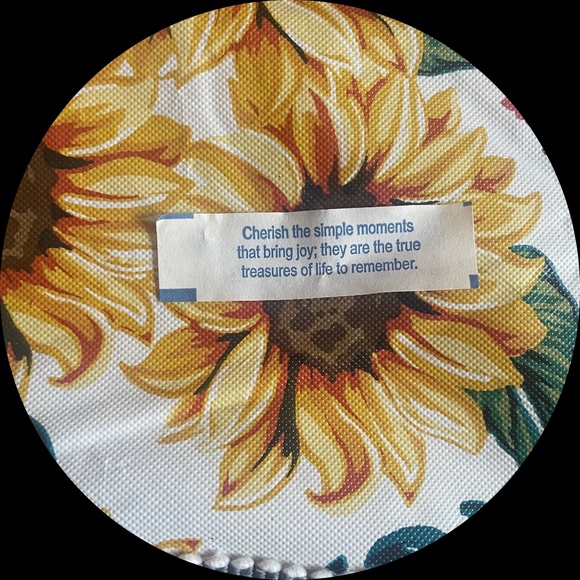 Cherish the simple moments
that bring joy; they are the true
treasures of life to remember.